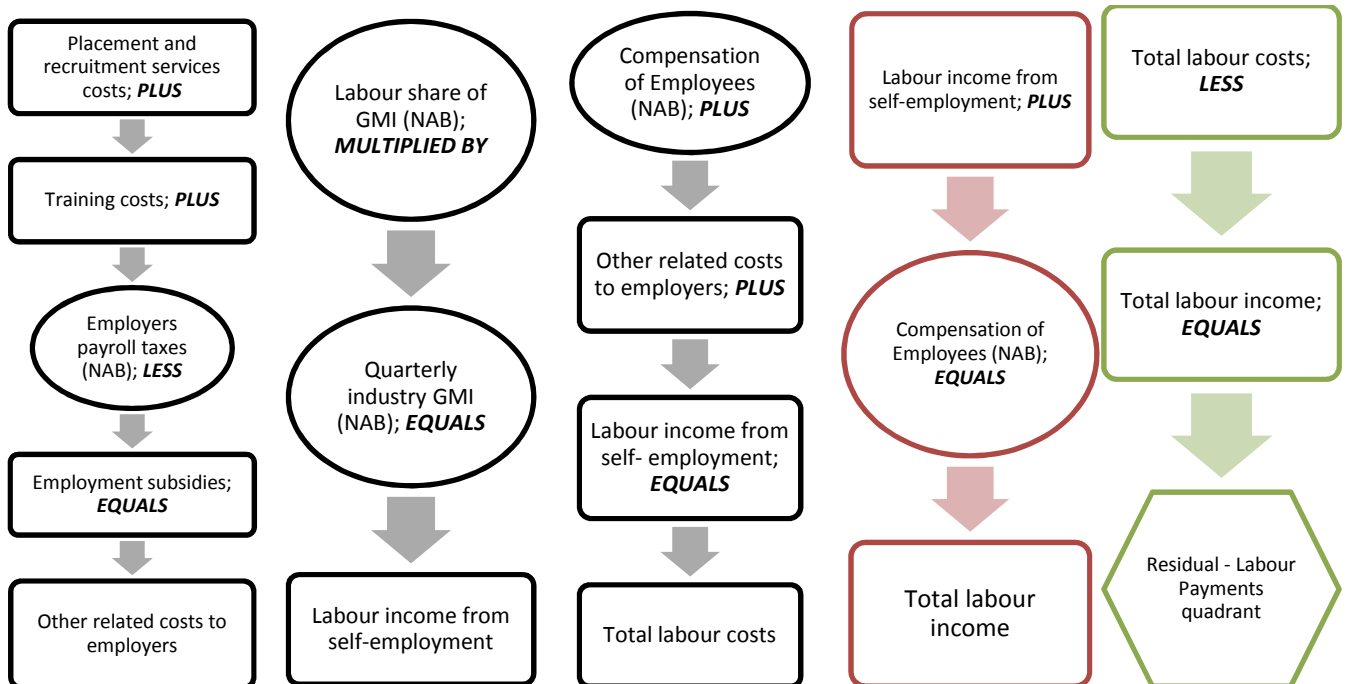 Placement and
recruitment services
costs; PLUS
Training costs; PLUS
Employers
payroll taxes
(NAB); LESS
Employment subsidies;
EQUALS
Other related costs to
employers
Labour share of
GMI (NAB);
MULTIPLIED BY
Quarterly
industry GMI
(NAB); EQUALS
Labour income from
self-employment
Compensation
of Employees
(NAB); PLUS
Other related costs
to employers; PLUS
Labour income from
self- employment;
EQUALS
Total labour costs
Labour income from
self-employment; PLUS
Compensation of
Employees (NAB);
EQUALS
Total labour
income
Total labour costs;
LESS
Total labour income;
EQUALS
Residual - Labour
Payments
quadrant